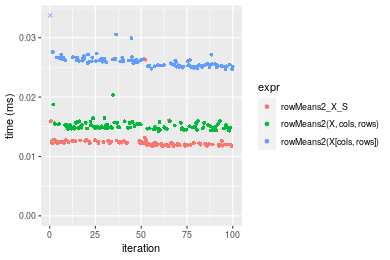 0.03
0.02
0.01
0.00
time (ms)
0
25
50
75
100
iteration
expr
rowMeans2_X_S
rowMeans2(X, cols, rows)
rowMeans2(X[cols, rows])